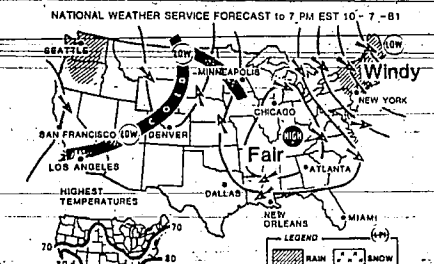 NATIONAL WEATHER SERVICE FORECAST to 7 PM EST 10 - 7 -81
SEATTLE
LOW
LOW
MINNEAPOLIS
Windy
NEW YORK
COLD
CHICAGO
SAN FRANCISCO
LOW
DENVER
HIGH
Fair
LOS ANGELES
ATLANTA
HIGHEST
TEMPERATURES
DALLAS
NEW
ORLEANS
MIAMI
70
70
80
LEGEND
RAIN
SNOW